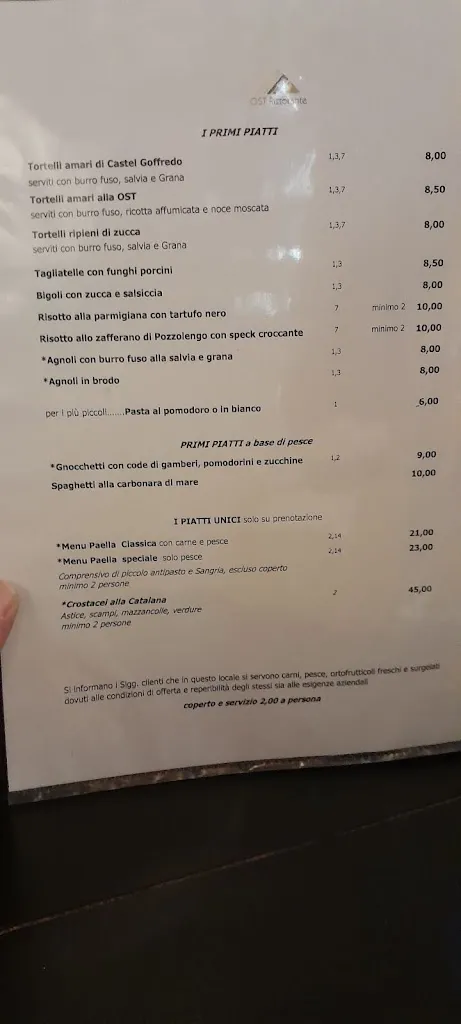 OST Ristorante
I PRIMI PIATTI
Tortelli amari di Castel Goffredo 1,3,7 8,00
serviti con burro fuso, salvia e Grana
Tortelli amari alla OST 1,3,7 8,50
serviti con burro fuso, ricotta affumicata e noce moscata
Tortelli ripieni di zucca 1,3,7 8,00
serviti con burro fuso, salvia e Grana
Tagliatelle con funghi porcini 1,3 8,50
Bigoli con zucca e salsiccia 1,3 8,00
Risotto alla parmigiana con tartufo nero 7 minimo 2 10,00
Risotto allo zafferano di Pozzolengo con speck croccante 7 minimo 2 10,00
*Agnoli con burro fuso alla salvia e grana 1,3 8,00
*Agnoli in brodo 1,3 8,00
per i più piccoli.......Pasta al pomodoro o in bianco 1 6,00
PRIMI PIATTI a base di pesce
*Gnocchetti con code di gamberi, pomodorini e zucchine 1,2 9,00
Spaghetti alla carbonara di mare 10,00
I PIATTI UNICI solo su prenotazione
*Menu Paella Classica con carne e pesce 2,14 21,00
*Menu Paella speciale solo pesce 2,14 23,00
Comprensivo di piccolo antipasto e Sangria, escluso coperto
minimo 2 persone
*Crostacei alla Catalana 2 45,00
Astice, scampi, mazzancolle, verdure
minimo 2 persone
Si informano i Sigg. clienti che in questo locale si servono carni, pesce, ortofrutticoli freschi e surgelati
dovuti alle condizioni di offerta e reperibilità degli stessi sia alle esigenze aziendali
coperto e servizio 2,00 a persona